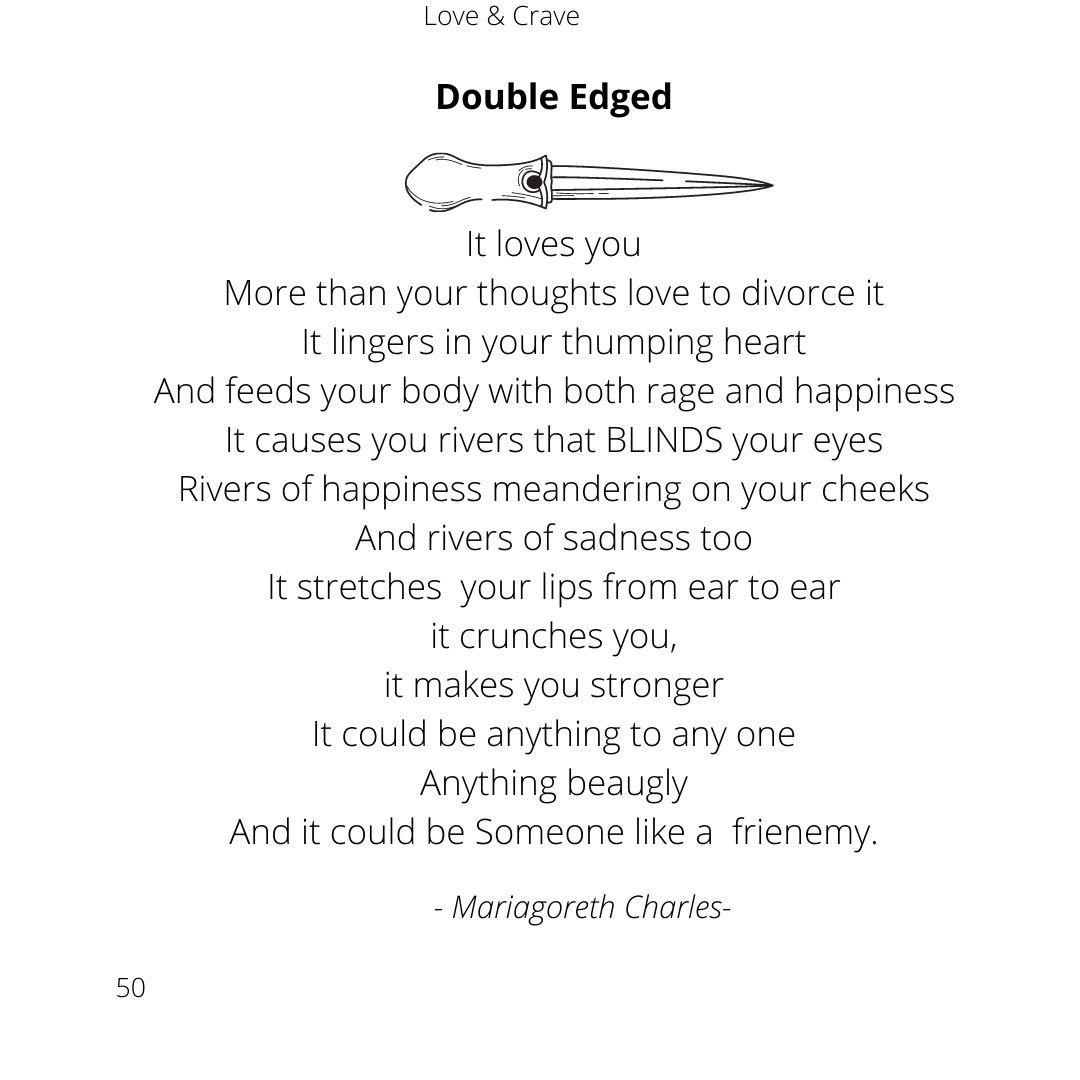 Love & Crave
Double Edged
It loves you
More than your thoughts love to divorce it
It lingers in your thumping heart
And feeds your body with both rage and happiness
It causes you rivers that BLINDS your eyes
Rivers of happiness meandering on your cheeks
And rivers of sadness too
It stretches  your lips from ear to ear
it crunches you,
it makes you stronger
It could be anything to any one
Anything beaugly
And it could be Someone like a  frienemy.
- Mariagoreth Charles-
50